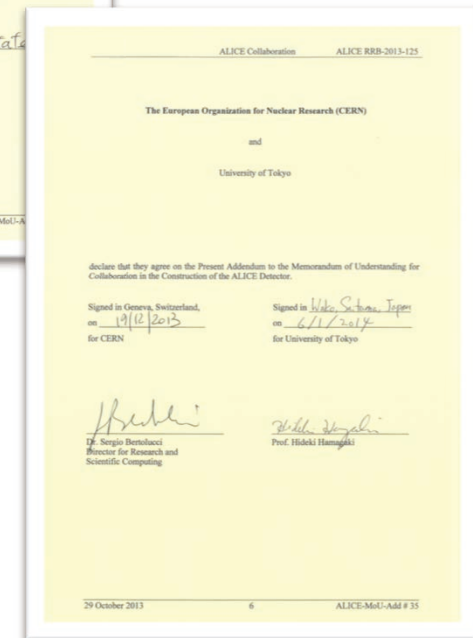 ate
MoU-A
ALICE Collaboration ALICE RRB-2013-125
The European Organization for Nuclear Research (CERN)
and
University of Tokyo
declare that they agree on the Present Addendum to the Memorandum of Understanding for
Collaboration in the Construction of the ALICE Detector.
Signed in Geneva, Switzerland, Signed in Wako, Saitama, Japan
on 19/12/2013 on 6/1/2014
for CERN for University of Tokyo
Dr. Sergio Bertolucci Prof. Hideki Hamagaki
Director for Research and
Scientific Computing
29 October 2013 6 ALICE-MoU-Add # 35